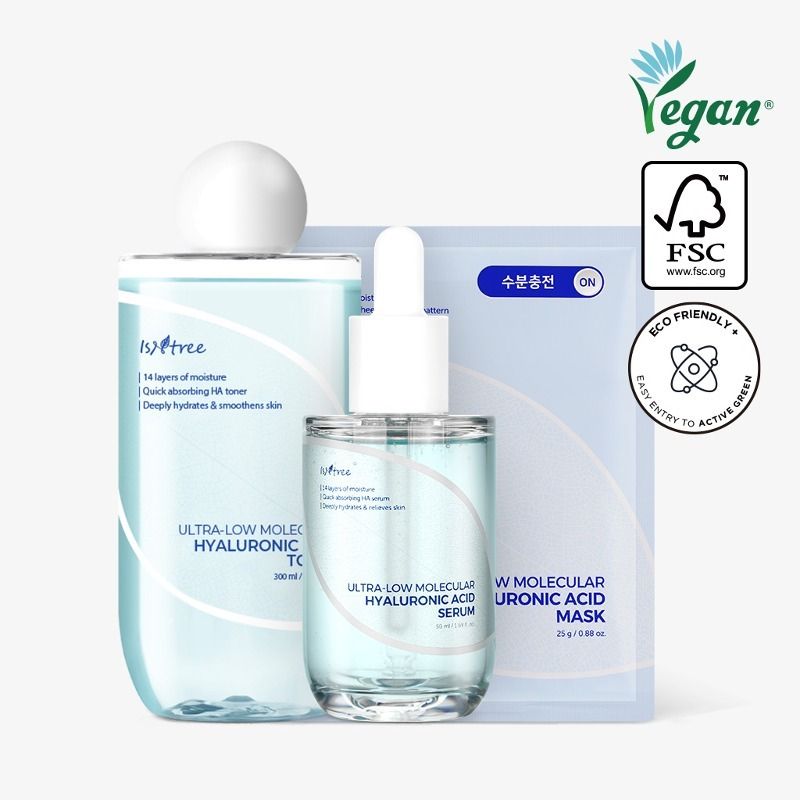 Vegan®
FSC™
www.fsc.org
ECO FRIENDLY +
EASY ENTRY TO ACTIVE GREEN
수분충전 ON
Isntree
14 layers of moisture
Quick absorbing HA toner
Deeply hydrates & smoothens skin
ULTRA-LOW
HYALURONIC
300 ml /
Isntree
14 layers of moisture
Quick absorbing HA serum
Deeply hydrates & relieves skin
ULTRA-LOW MOLECULAR
HYALURONIC ACID
SERUM
50 ml / 1.69 fl. oz.
pattern
W MOLECULAR
URONIC ACID
MASK
25 g / 0.88 oz.